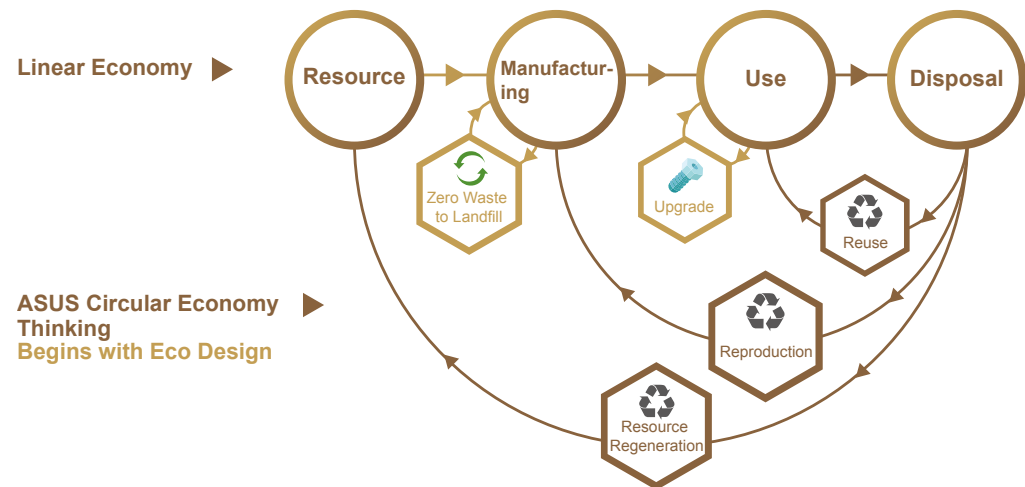 Linear Economy
Resource
Manufactur-
ing
Use
Disposal
Zero Waste
to Landfill
Upgrade
Reuse
ASUS Circular Economy
Thinking
Begins with Eco Design
Reproduction
Resource
Regeneration